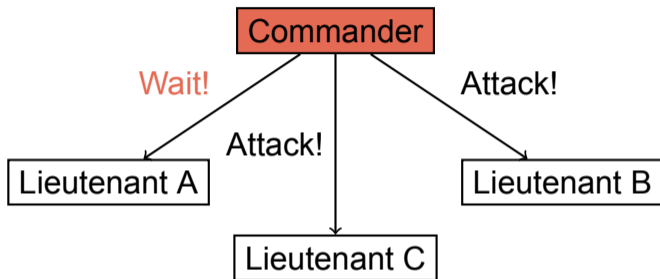 Commander
Wait!
Attack!
Attack!
Lieutenant A
Lieutenant B
Lieutenant C